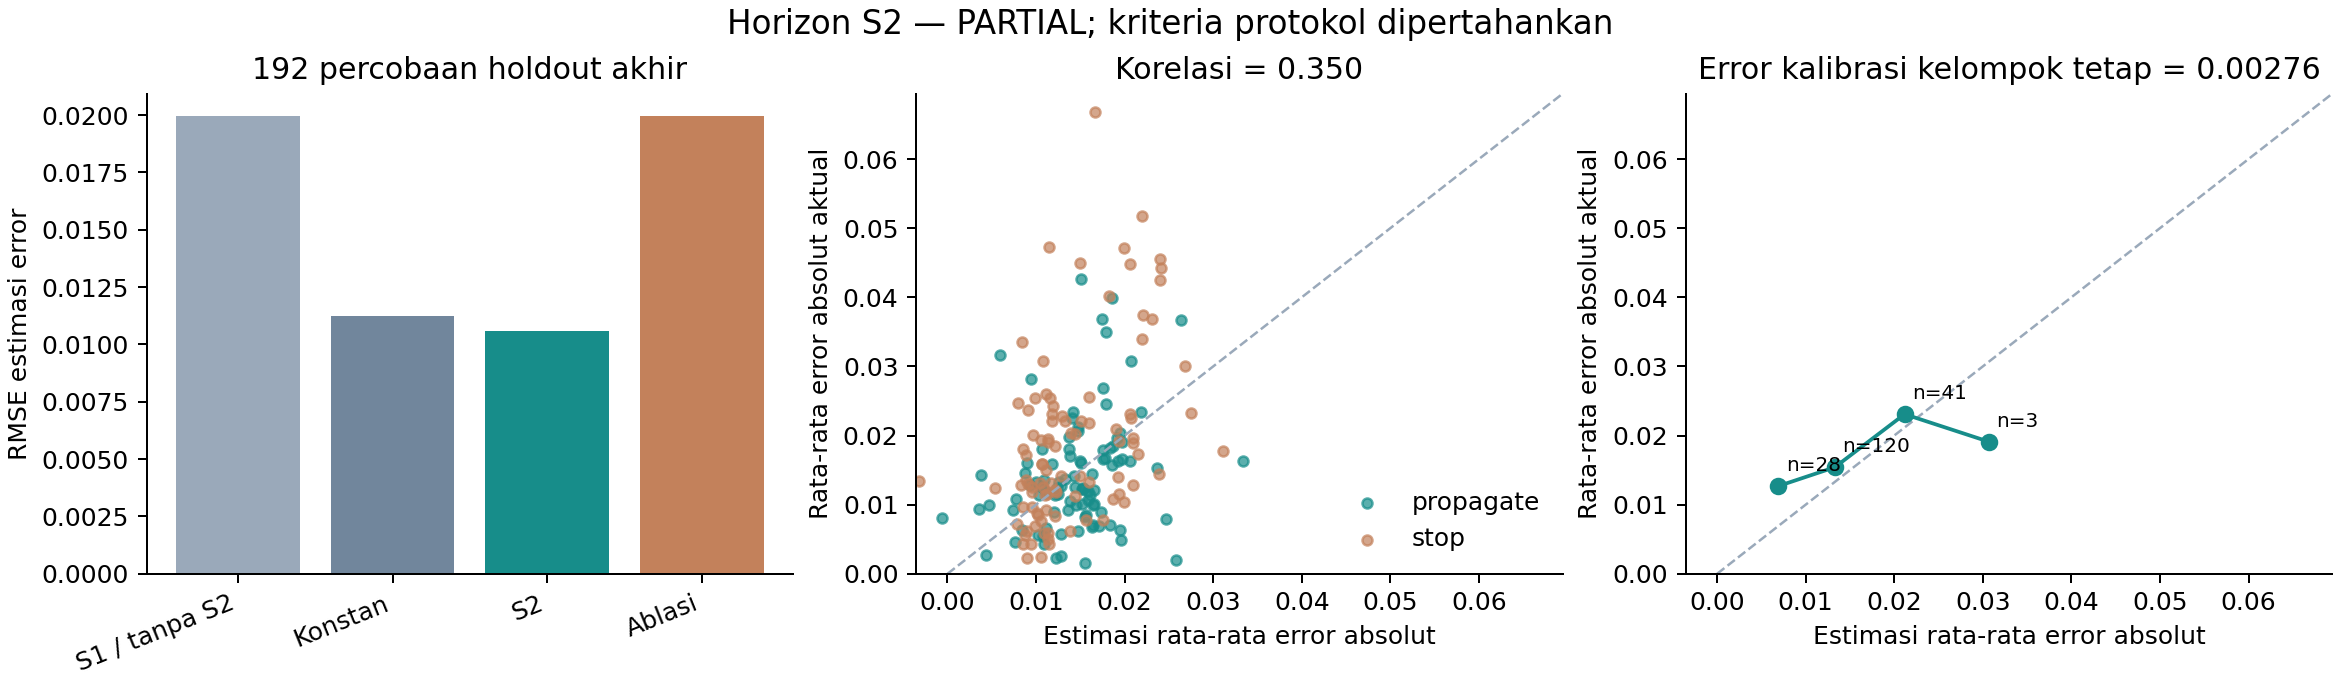 Horizon S2 — PARTIAL; kriteria protokol dipertahankan
192 percobaan holdout akhir
RMSE estimasi error
0.0200
0.0175
0.0150
0.0125
0.0100
0.0075
0.0050
0.0025
0.0000
S1 / tanpa S2
Konstan
S2
Ablasi
Korelasi = 0.350
Rata-rata error absolut aktual
0.06
0.05
0.04
0.03
0.02
0.01
0.00
propagate
stop
0.00 0.01 0.02 0.03 0.04 0.05 0.06
Estimasi rata-rata error absolut
Error kalibrasi kelompok tetap = 0.00276
Rata-rata error absolut aktual
0.06
0.05
0.04
0.03
0.02
0.01
0.00
n=28
n=120
n=41
n=3
0.00 0.01 0.02 0.03 0.04 0.05 0.06
Estimasi rata-rata error absolut